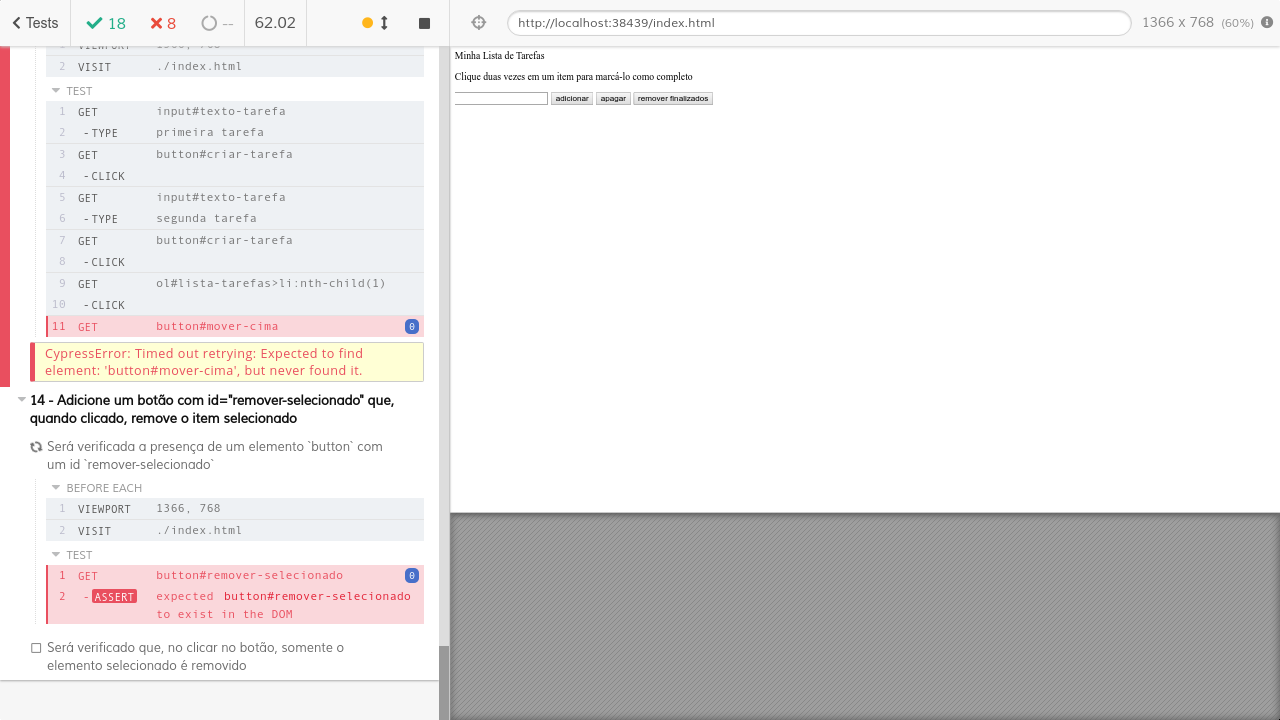 Tests 18 8 -- 62.02 http://localhost:38439/index.html 1366 x 768 (60%)
2 VISIT ./index.html
TEST
1 GET input#texto-tarefa
2 -TYPE primeira tarefa
3 GET button#criar-tarefa
4 -CLICK
5 GET input#texto-tarefa
6 -TYPE segunda tarefa
7 GET button#criar-tarefa
8 -CLICK
9 GET ol#lista-tarefas>li:nth-child(1)
10 -CLICK
11 GET button#mover-cima 0
CypressError: Timed out retrying: Expected to find
element: 'button#mover-cima', but never found it.
14 - Adicione um botão com id="remover-selecionado" que,
quando clicado, remove o item selecionado
Será verificada a presença de um elemento `button` com
um id `remover-selecionado`
BEFORE EACH
1 VIEWPORT 1366, 768
2 VISIT ./index.html
TEST
1 GET button#remover-selecionado 0
2 -ASSERT expected button#remover-selecionado
to exist in the DOM
Será verificado que, no clicar no botão, somente o
elemento selecionado é removido
Minha Lista de Tarefas
Clique duas vezes em um item para marcá-lo como completo
adicionar apagar remover finalizados